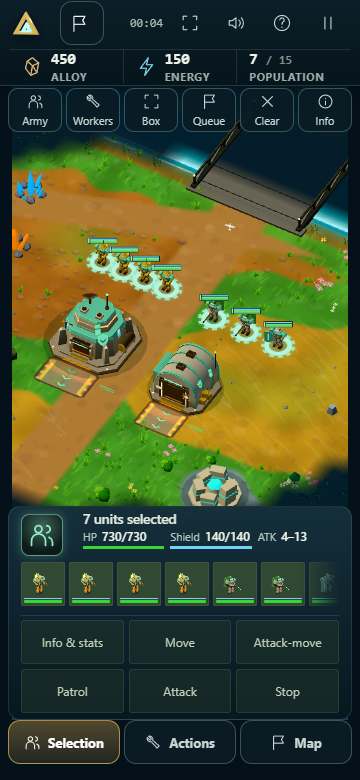 00:04
450 ALLOY
150 ENERGY
7 / 15 POPULATION
Army Workers Box Queue Clear Info
7 units selected
HP 730/730 Shield 140/140 ATK 4–13
Info & stats Move Attack-move
Patrol Attack Stop
Selection Actions Map